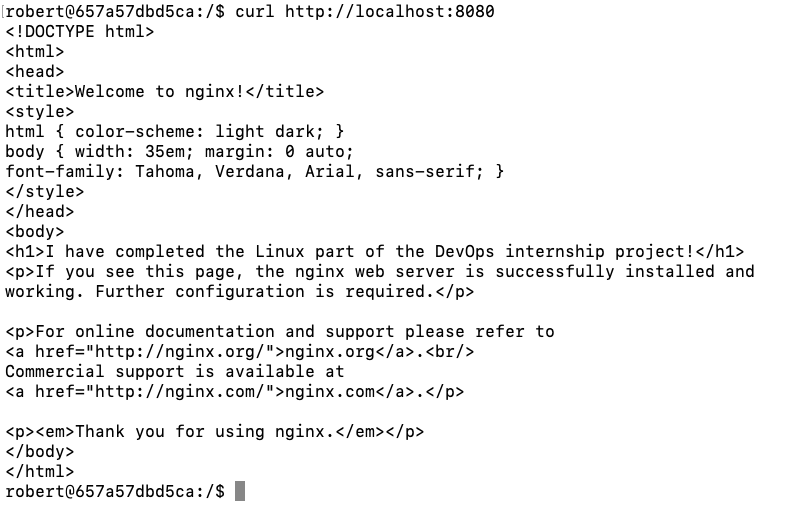 robert@657a57dbd5ca:/$ curl http://localhost:8080
<!DOCTYPE html>
<html>
<head>
<title>Welcome to nginx!</title>
<style>
html { color-scheme: light dark; }
body { width: 35em; margin: 0 auto;
font-family: Tahoma, Verdana, Arial, sans-serif; }
</style>
</head>
<body>
<h1>I have completed the Linux part of the DevOps internship project!</h1>
<p>If you see this page, the nginx web server is successfully installed and
working. Further configuration is required.</p>

<p>For online documentation and support please refer to
<a href="http://nginx.org/">nginx.org</a>.<br/>
Commercial support is available at
<a href="http://nginx.com/">nginx.com</a>.</p>

<p><em>Thank you for using nginx.</em></p>
</body>
</html>
robert@657a57dbd5ca:/$